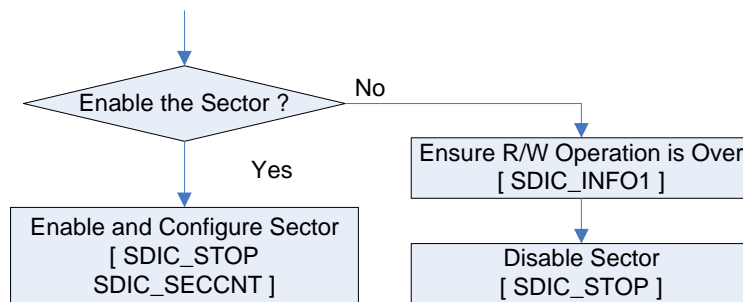 Enable the Sector ?
No
Yes
Ensure R/W Operation is Over
[ SDIC_INFO1 ]
Enable and Configure Sector
[ SDIC_STOP
SDIC_SECCNT ]
Disable Sector
[ SDIC_STOP ]